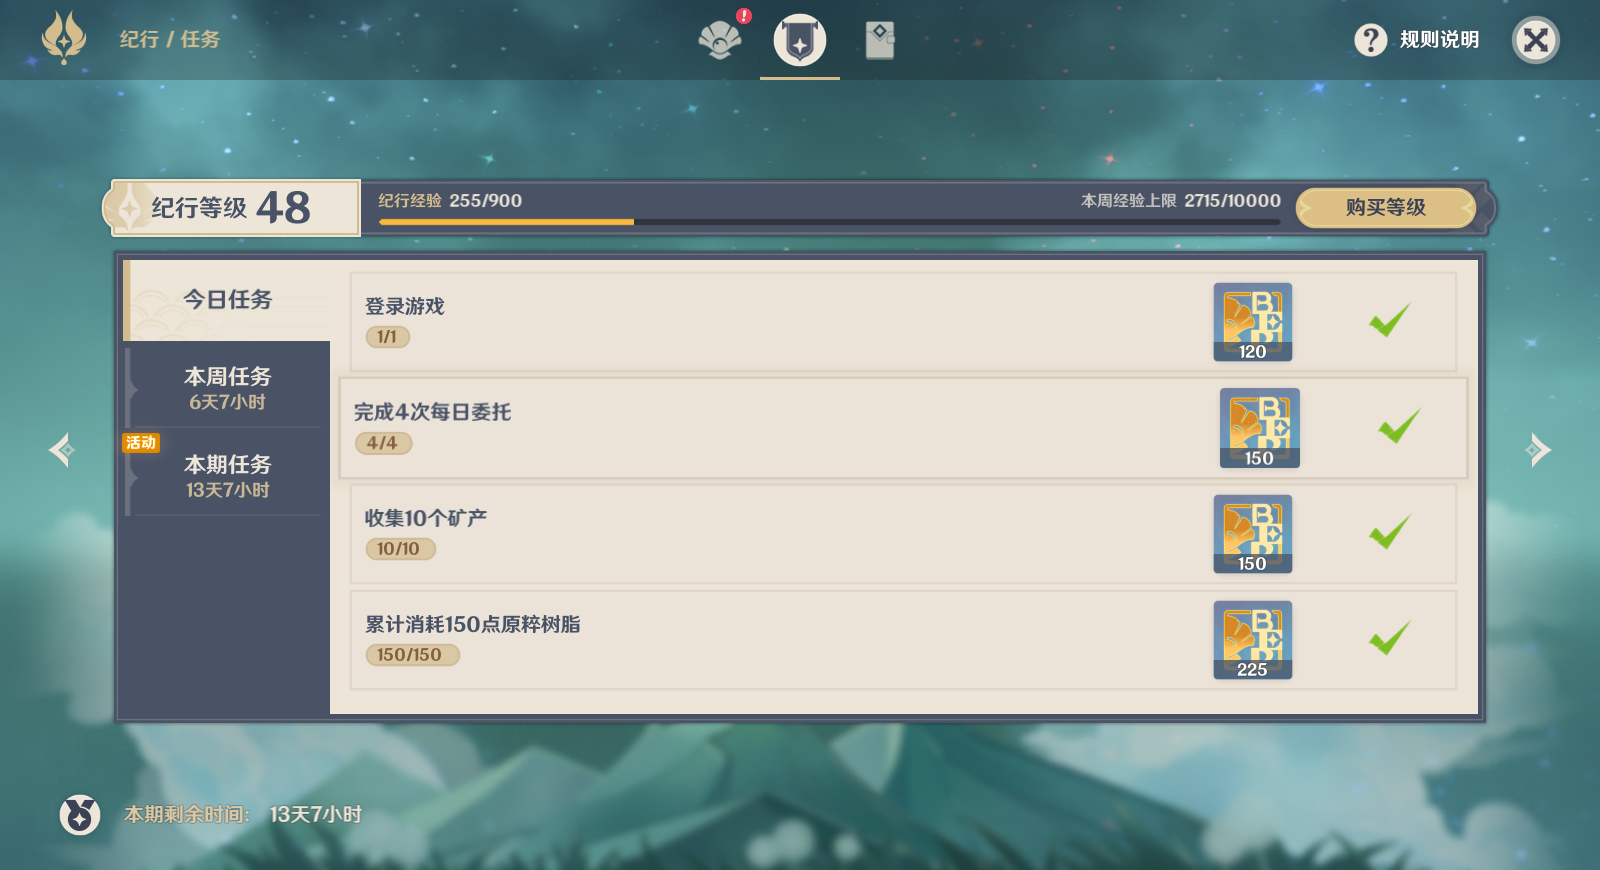 纪行 / 任务
规则说明
纪行等级 48
纪行经验 255/900
本周经验上限 2715/10000
购买等级
今日任务
本周任务
6天7小时
活动
本期任务
13天7小时
登录游戏
1/1
120
完成4次每日委托
4/4
150
收集10个矿产
10/10
150
累计消耗150点原粹树脂
150/150
225
本期剩余时间: 13天7小时